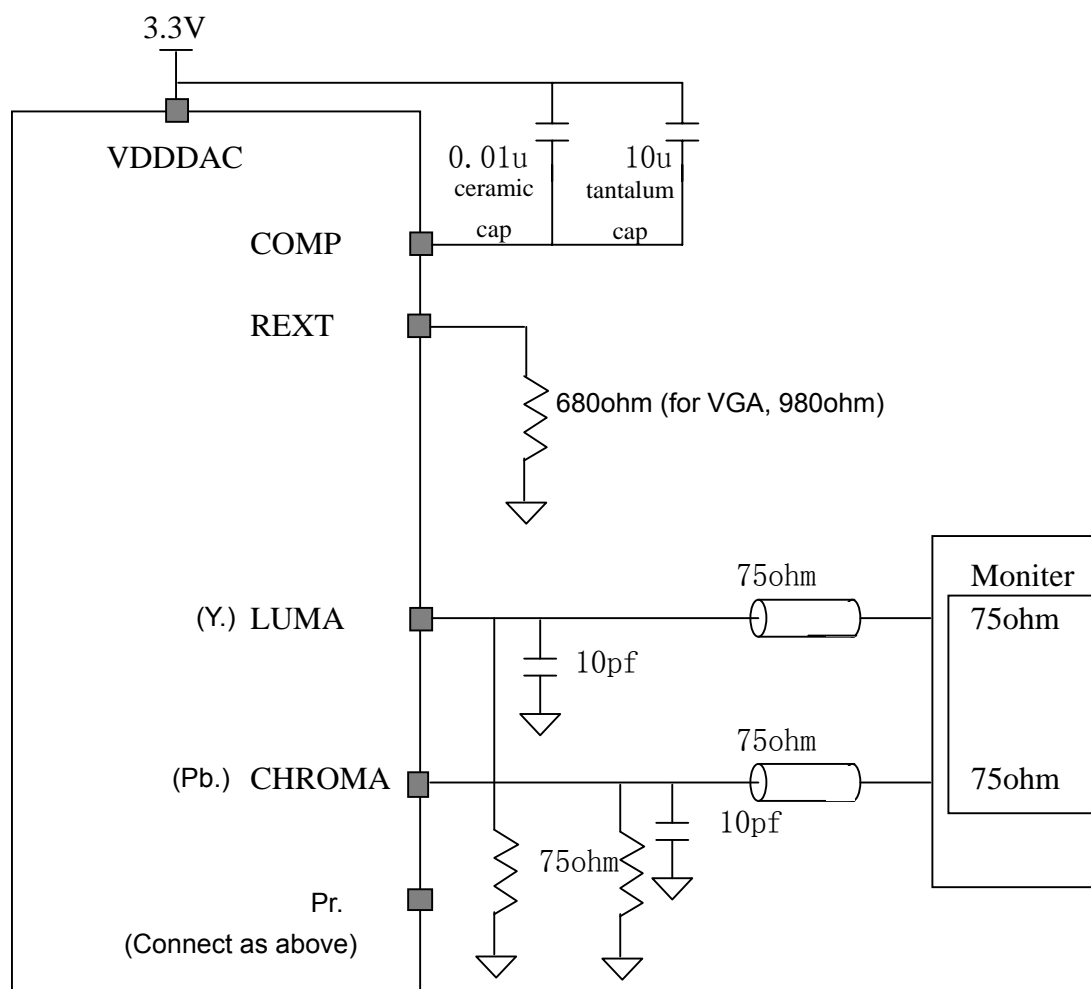 3.3V
VDDDAC
0.01u
ceramic
cap
10u
tantalum
cap
COMP
REXT
680ohm (for VGA, 980ohm)
75ohm
Moniter
(Y.) LUMA
75ohm
10pf
75ohm
(Pb.) CHROMA
75ohm
10pf
75ohm
Pr.
(Connect as above)